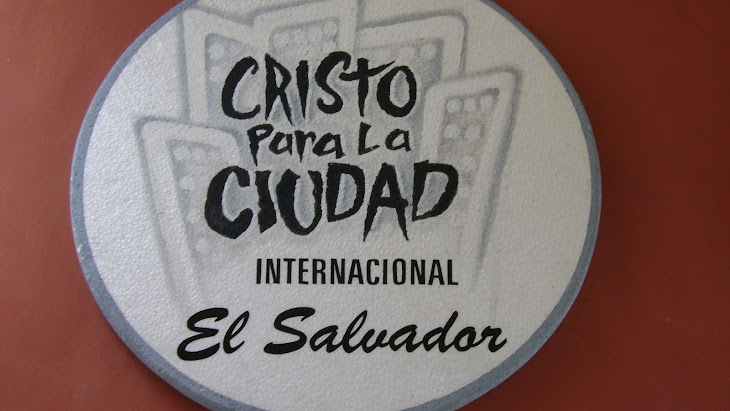 CRISTO
Para La
CIUDAD
INTERNACIONAL
El Salvador